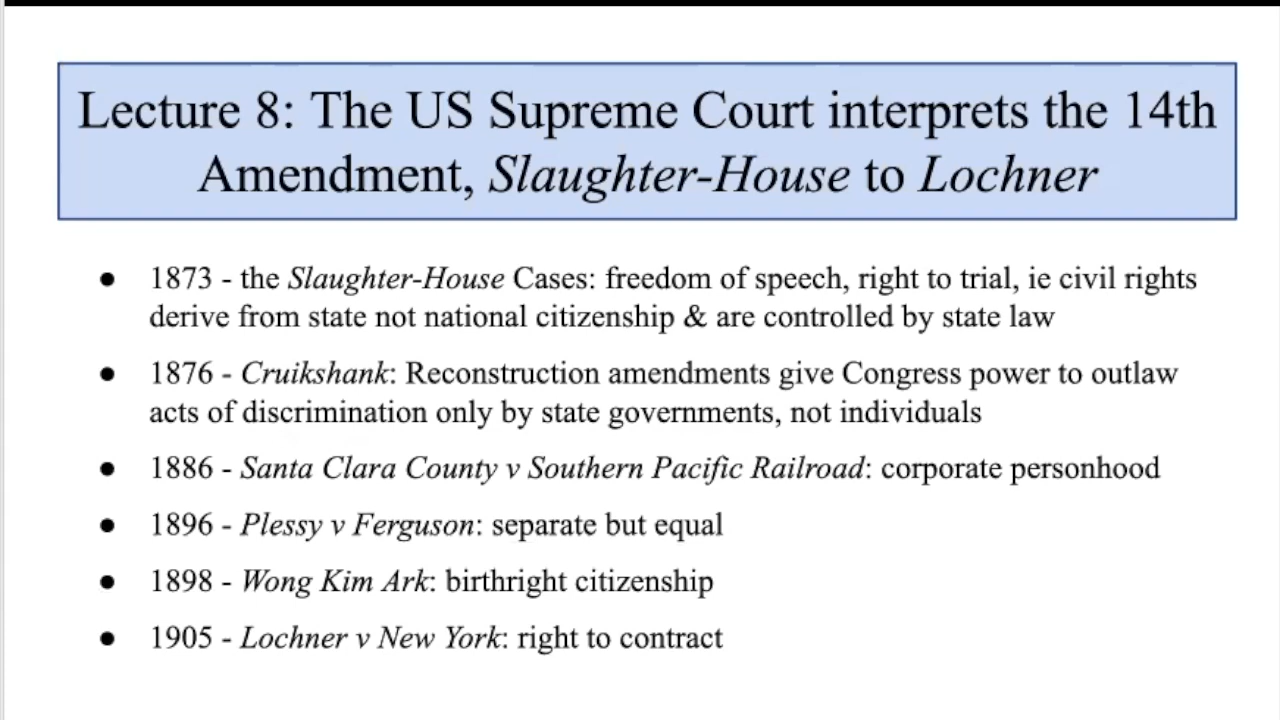 Lecture 8: The US Supreme Court interprets the 14th
Amendment, Slaughter-House to Lochner
● 1873 - the Slaughter-House Cases: freedom of speech, right to trial, ie civil rights
derive from state not national citizenship & are controlled by state law
● 1876 - Cruikshank: Reconstruction amendments give Congress power to outlaw
acts of discrimination only by state governments, not individuals
● 1886 - Santa Clara County v Southern Pacific Railroad: corporate personhood
● 1896 - Plessy v Ferguson: separate but equal
● 1898 - Wong Kim Ark: birthright citizenship
● 1905 - Lochner v New York: right to contract